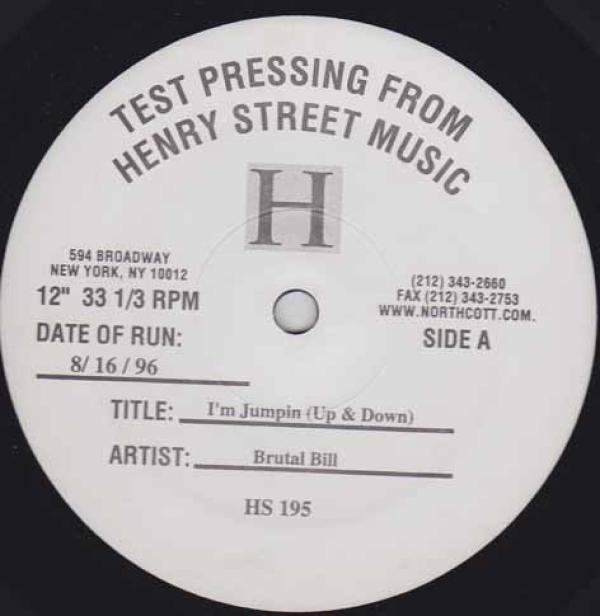 TEST PRESSING FROM
HENRY STREET MUSIC
H
594 BROADWAY
NEW YORK, NY 10012
12" 33 1/3 RPM
(212) 343-2660
FAX (212) 343-2753
WWW.NORTHCOTT.COM.
SIDE A
DATE OF RUN:
8/ 16 / 96
TITLE: I'm Jumpin (Up & Down)
ARTIST: Brutal Bill
HS 195